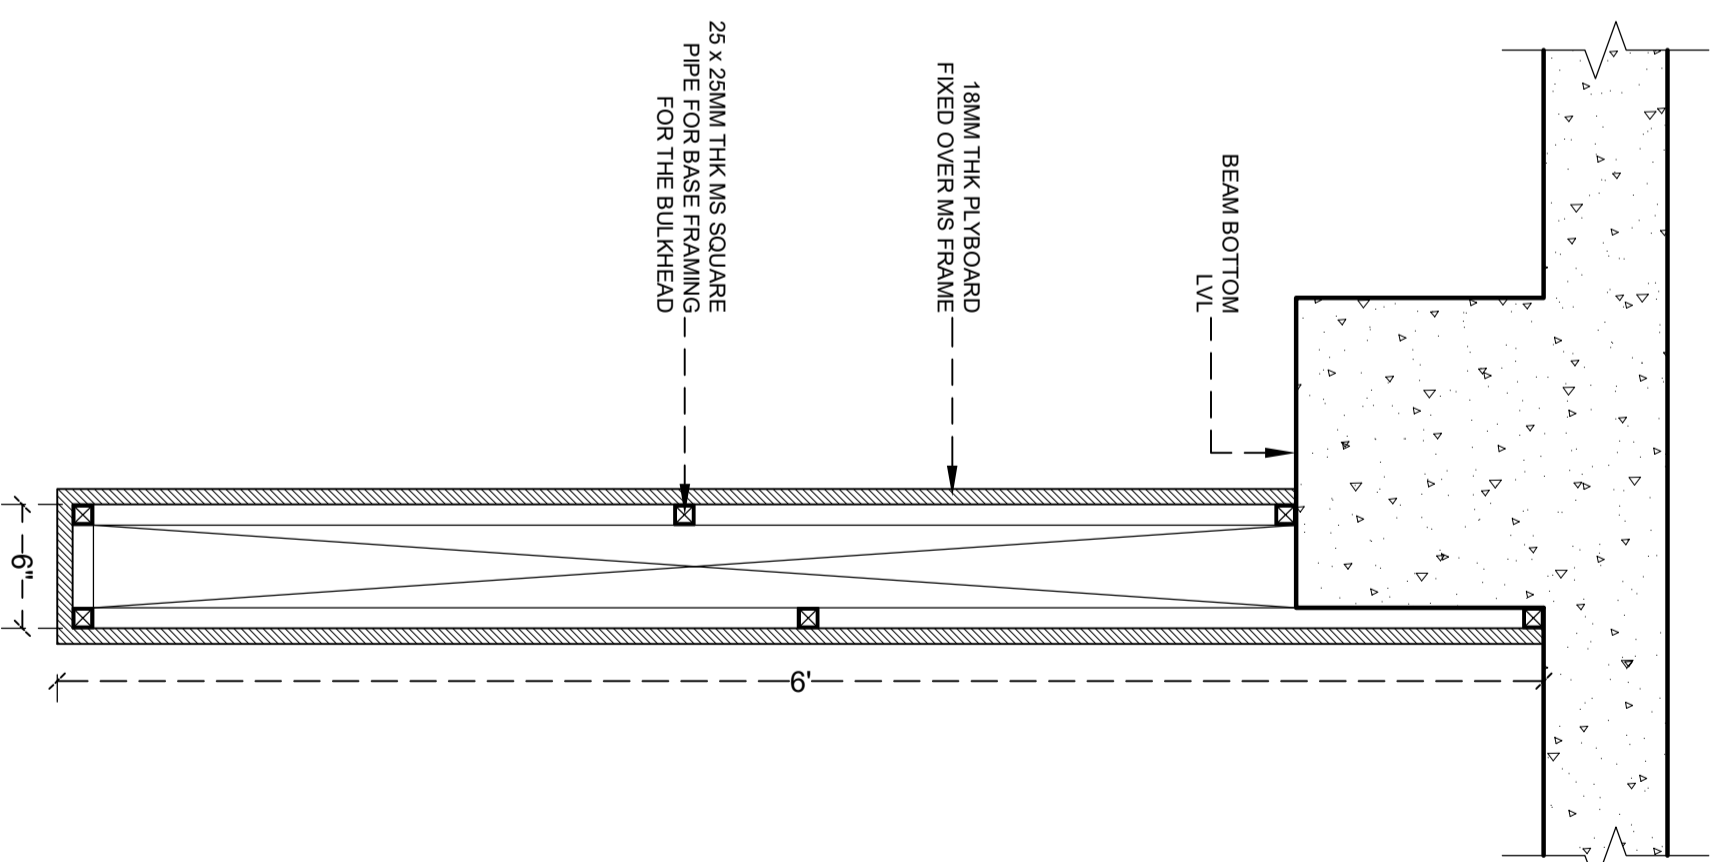 25 x 25MM THK MS SQUARE
PIPE FOR BASE FRAMING
FOR THE BULKHEAD
18MM THK PLYBOARD
FIXED OVER MS FRAME
BEAM BOTTOM
LVL
6"
6'